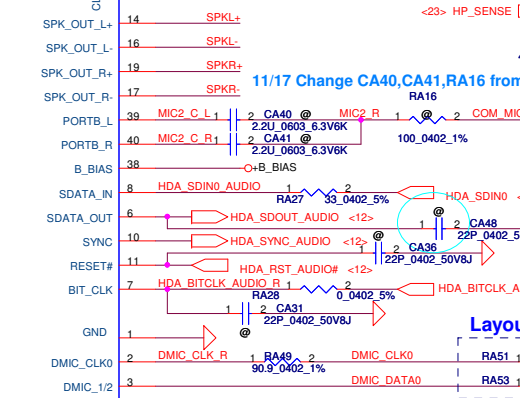 <23> HP_SENSE
SPK_OUT_L+ 14 SPKL+
SPK_OUT_L- 16 SPKL-
SPK_OUT_R+ 19 SPKR+
SPK_OUT_R- 17 SPKR-
11/17 Change CA40,CA41,RA16 from
RA16
PORTB_L 39 MIC2_C_L 1 2 CA40 @ MIC2_R 1 @ 2 COM_MIC
2.2U_0603_6.3V6K
100_0402_1%
PORTB_R 40 MIC2_C_R 1 2 CA41 @
2.2U_0603_6.3V6K
B_BIAS 38 +B_BIAS
SDATA_IN 8 HDA_SDIN0_AUDIO 1 2 HDA_SDIN0
RA27 33_0402_5%
@
SDATA_OUT 6 HDA_SDOUT_AUDIO <12> 1 2 CA48
22P_0402_5
@
SYNC 10 HDA_SYNC_AUDIO <12> 1 2 CA36
22P_0402_50V8J
RESET# 11 HDA_RST_AUDIO# <12>
BIT_CLK 7 HDA_BITCLK_AUDIO_R 1 2 HDA_BITCLK_A
RA28 0_0402_5%
1 2 CA31
22P_0402_50V8J
@
GND 1
Layou
DMIC_CLK0 2 DMIC_CLK_R 1 RA49 2 DMIC_CLK0 RA51
90.9_0402_1%
DMIC_1/2 3 DMIC_DATA0 RA53